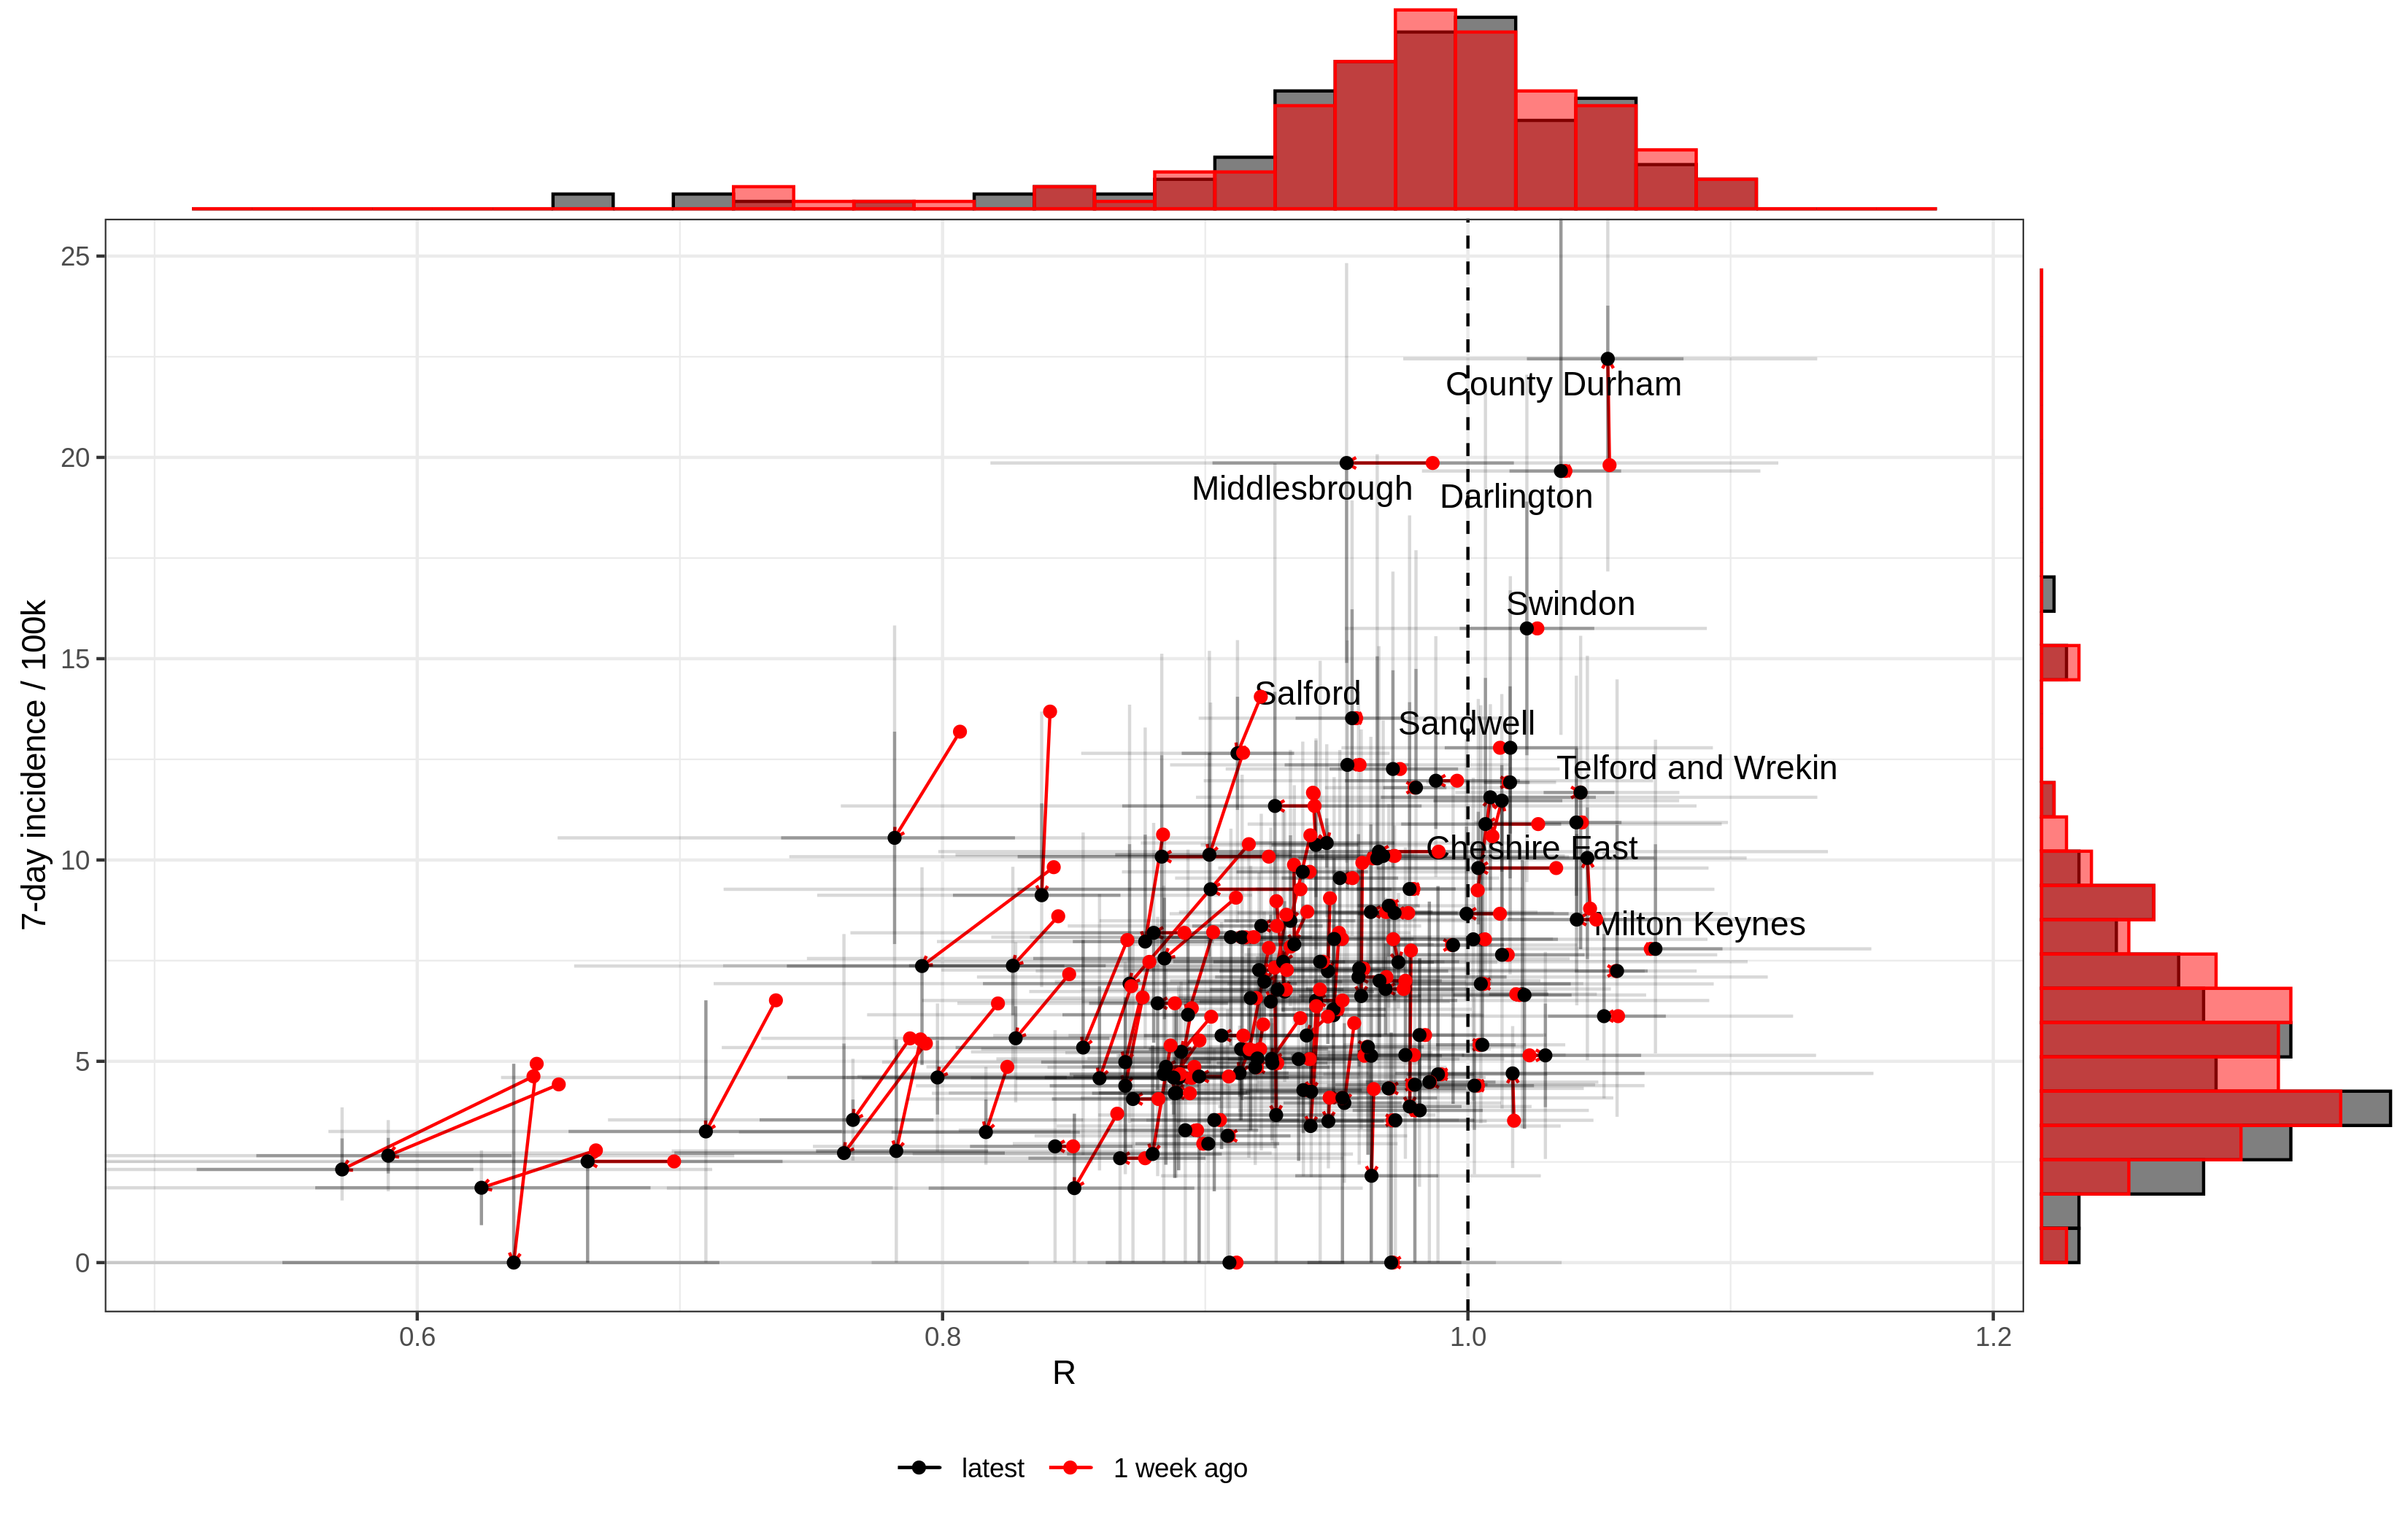 25
20
15
10
5
0
7-day incidence / 100k
County Durham
Middlesbrough
Darlington
Swindon
Salford
Sandwell
Telford and Wrekin
Cheshire East
Milton Keynes
0.6
0.8
1.0
1.2
R
latest
1 week ago